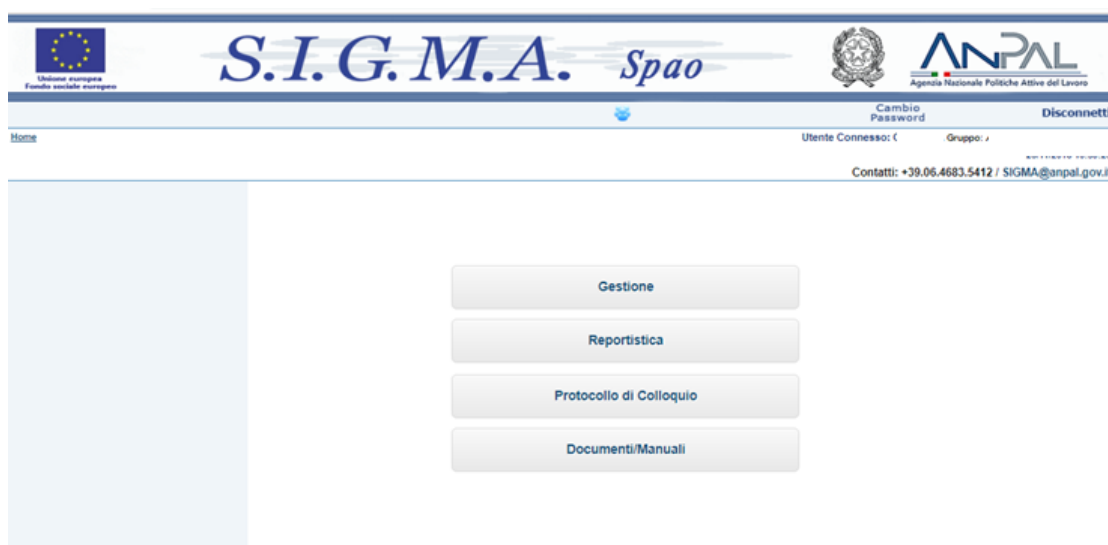 Unione europea
Fondo sociale europeo
S.I.G.M.A. Spao
ANPAL
Agenzia Nazionale Politiche Attive del Lavoro
Cambio
Password
Disconnetti
Home
Utente Connesso:
Gruppo:
Contatti: +39.06.4683.5412 / SIGMA@anpal.gov.i
Gestione
Reportistica
Protocollo di Colloquio
Documenti/Manuali